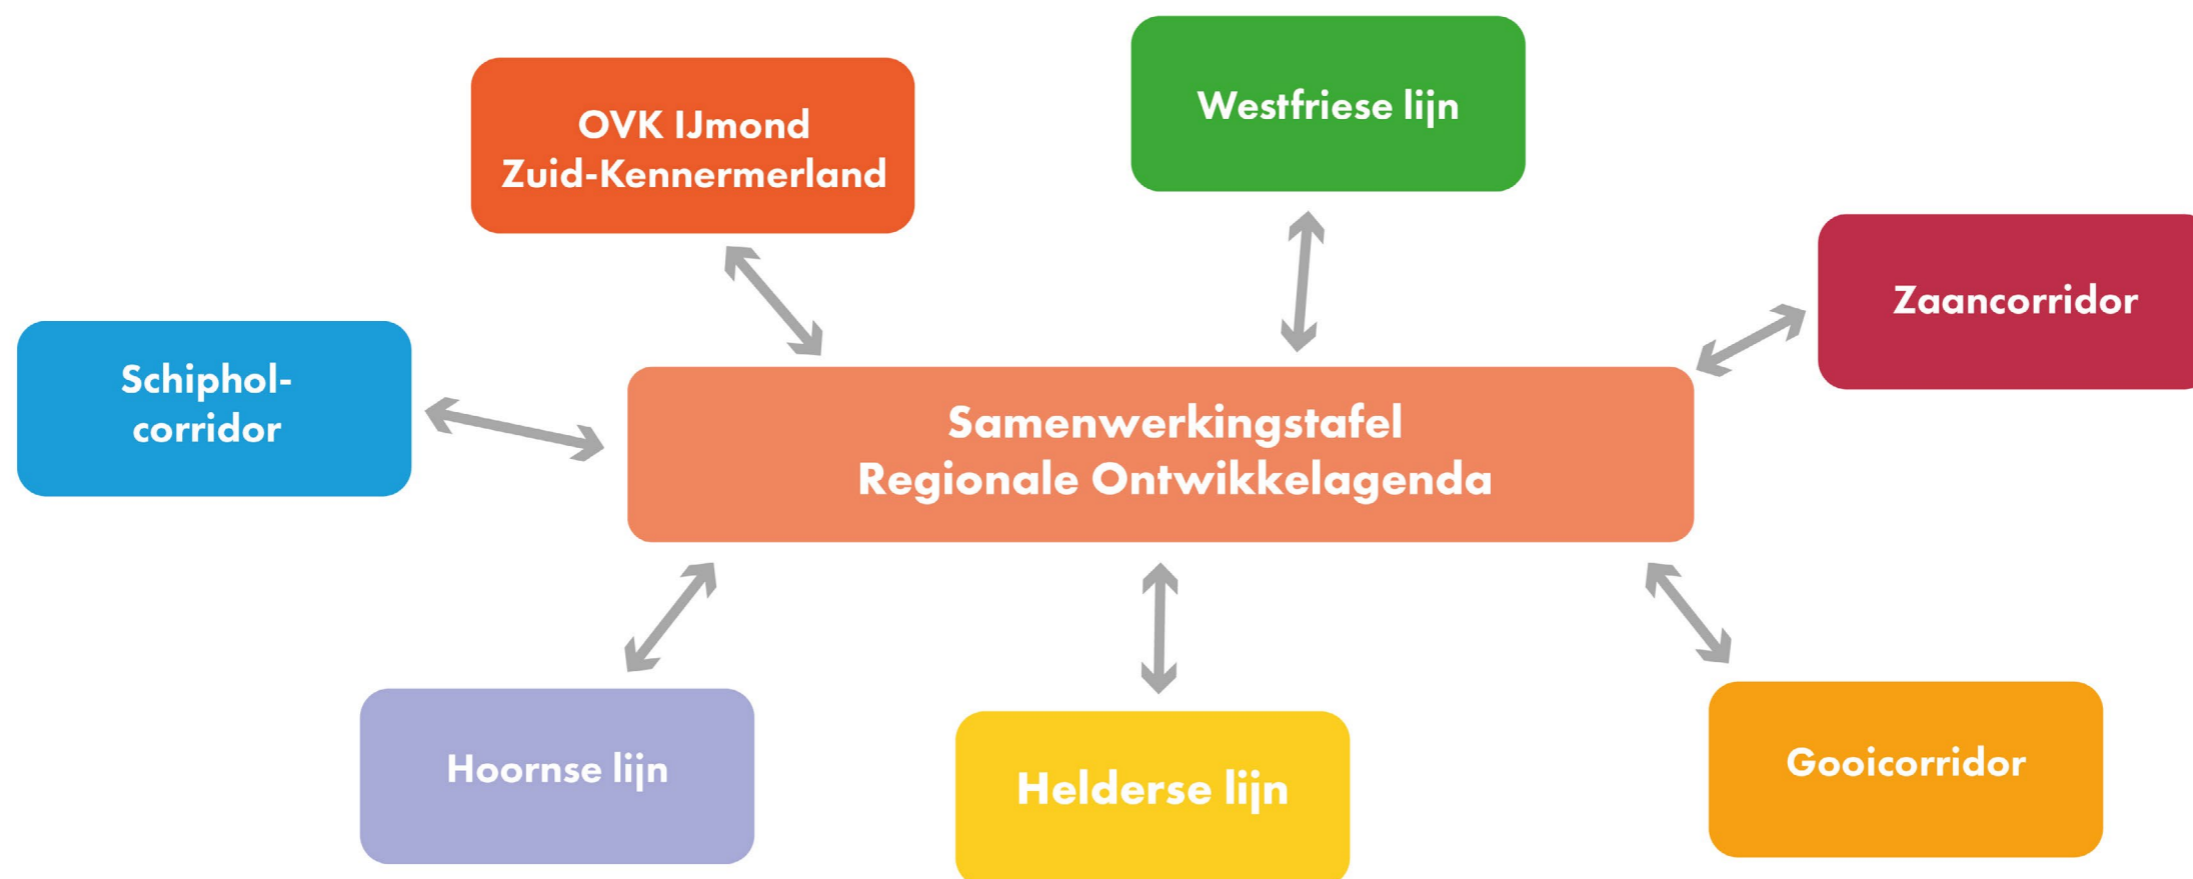 OVK IJmond
Zuid-Kennermerland
Westfriese lijn
Zaancorridor
Schiphol-
corridor
Samenwerkingstafel
Regionale Ontwikkelagenda
Hoornse lijn
Helderse lijn
Gooicorridor